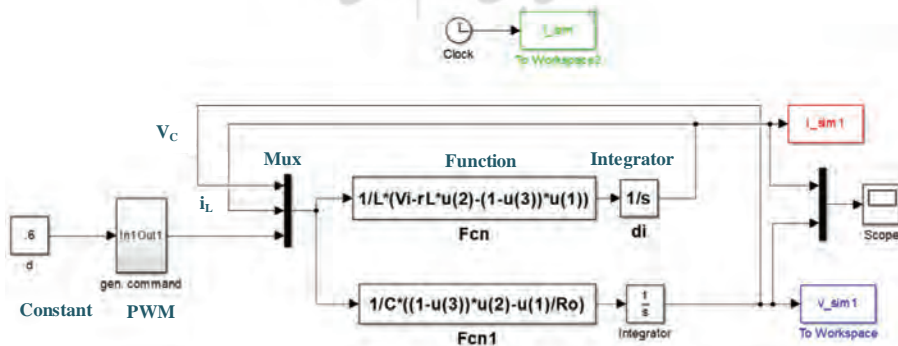 Clock
t_sim
To Workspace2
V_C
i_L
Mux
Function
Integrator
i_sim1
.6
d
In1Out1
gen. command
1/L*(Vi-rL*u(2)-(1-u(3))*u(1))
Fcn
1/s
di
Scope
Constant
PWM
1/C*((1-u(3))*u(2)-u(1)/Ro)
Fcn1
1
s
Integrator
v_sim1
To Workspace